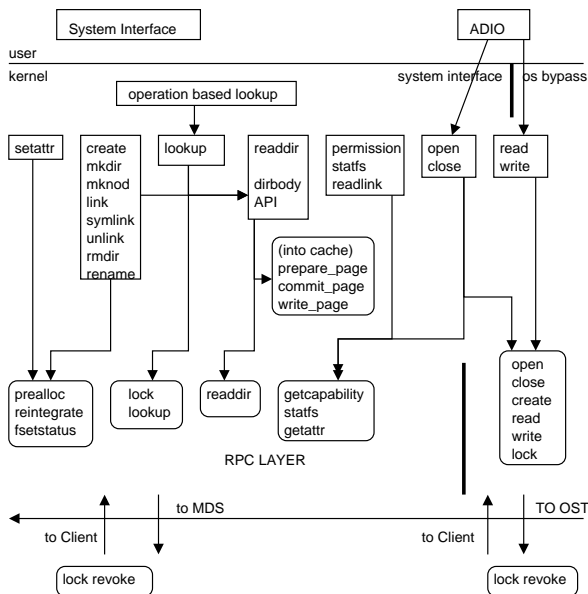 System Interface
ADIO
user
kernel
system interface
os bypass
operation based lookup
setattr
create
mkdir
mknod
link
symlink
unlink
rmdir
rename
lookup
readdir
dirbody
API
permission
statfs
readlink
open
close
read
write
(into cache)
prepare_page
commit_page
write_page
prealloc
reintegrate
fsetstatus
lock
lookup
readdir
getcapability
statfs
getattr
open
close
create
read
write
lock
RPC LAYER
to MDS
TO OST
to Client
to Client
lock revoke
lock revoke